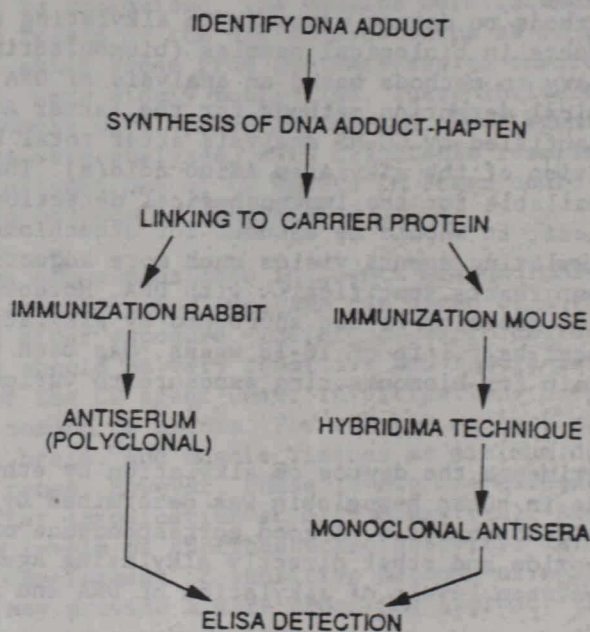 IDENTIFY DNA ADDUCT
SYNTHESIS OF DNA ADDUCT-HAPTEN
LINKING TO CARRIER PROTEIN
IMMUNIZATION RABBIT
IMMUNIZATION MOUSE
ANTISERUM
(POLYCLONAL)
HYBRIDIMA TECHNIQUE
MONOCLONAL ANTISERA
ELISA DETECTION